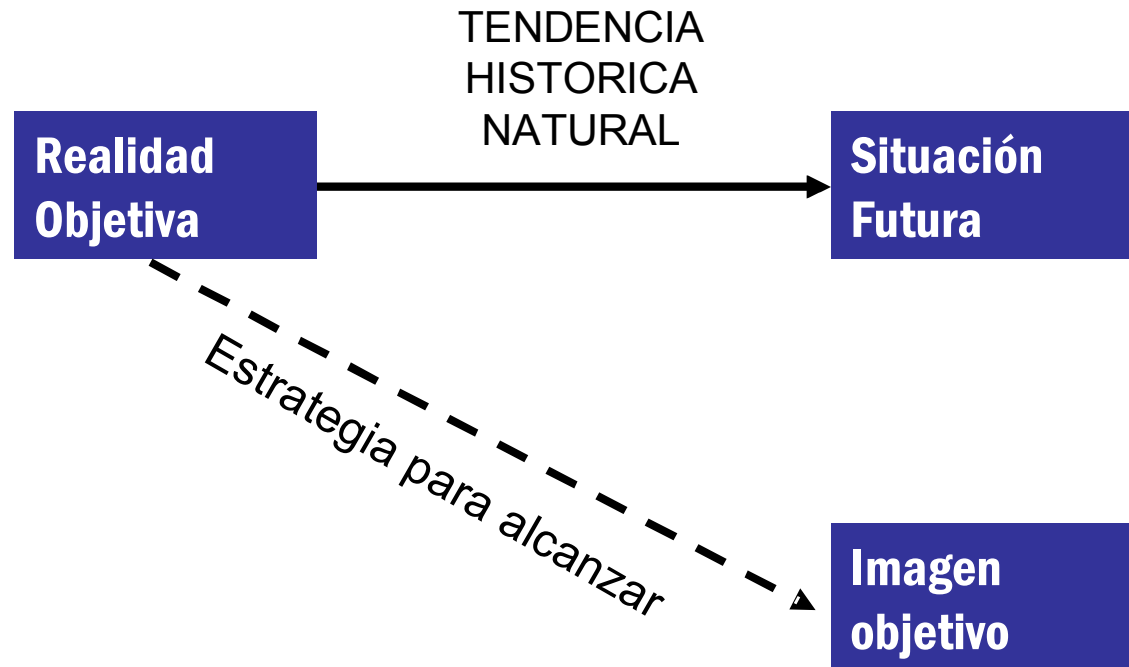 TENDENCIA
HISTORICA
NATURAL
Realidad
Objetiva
Situación
Futura
Estrategia para alcanzar
Imagen
objetivo